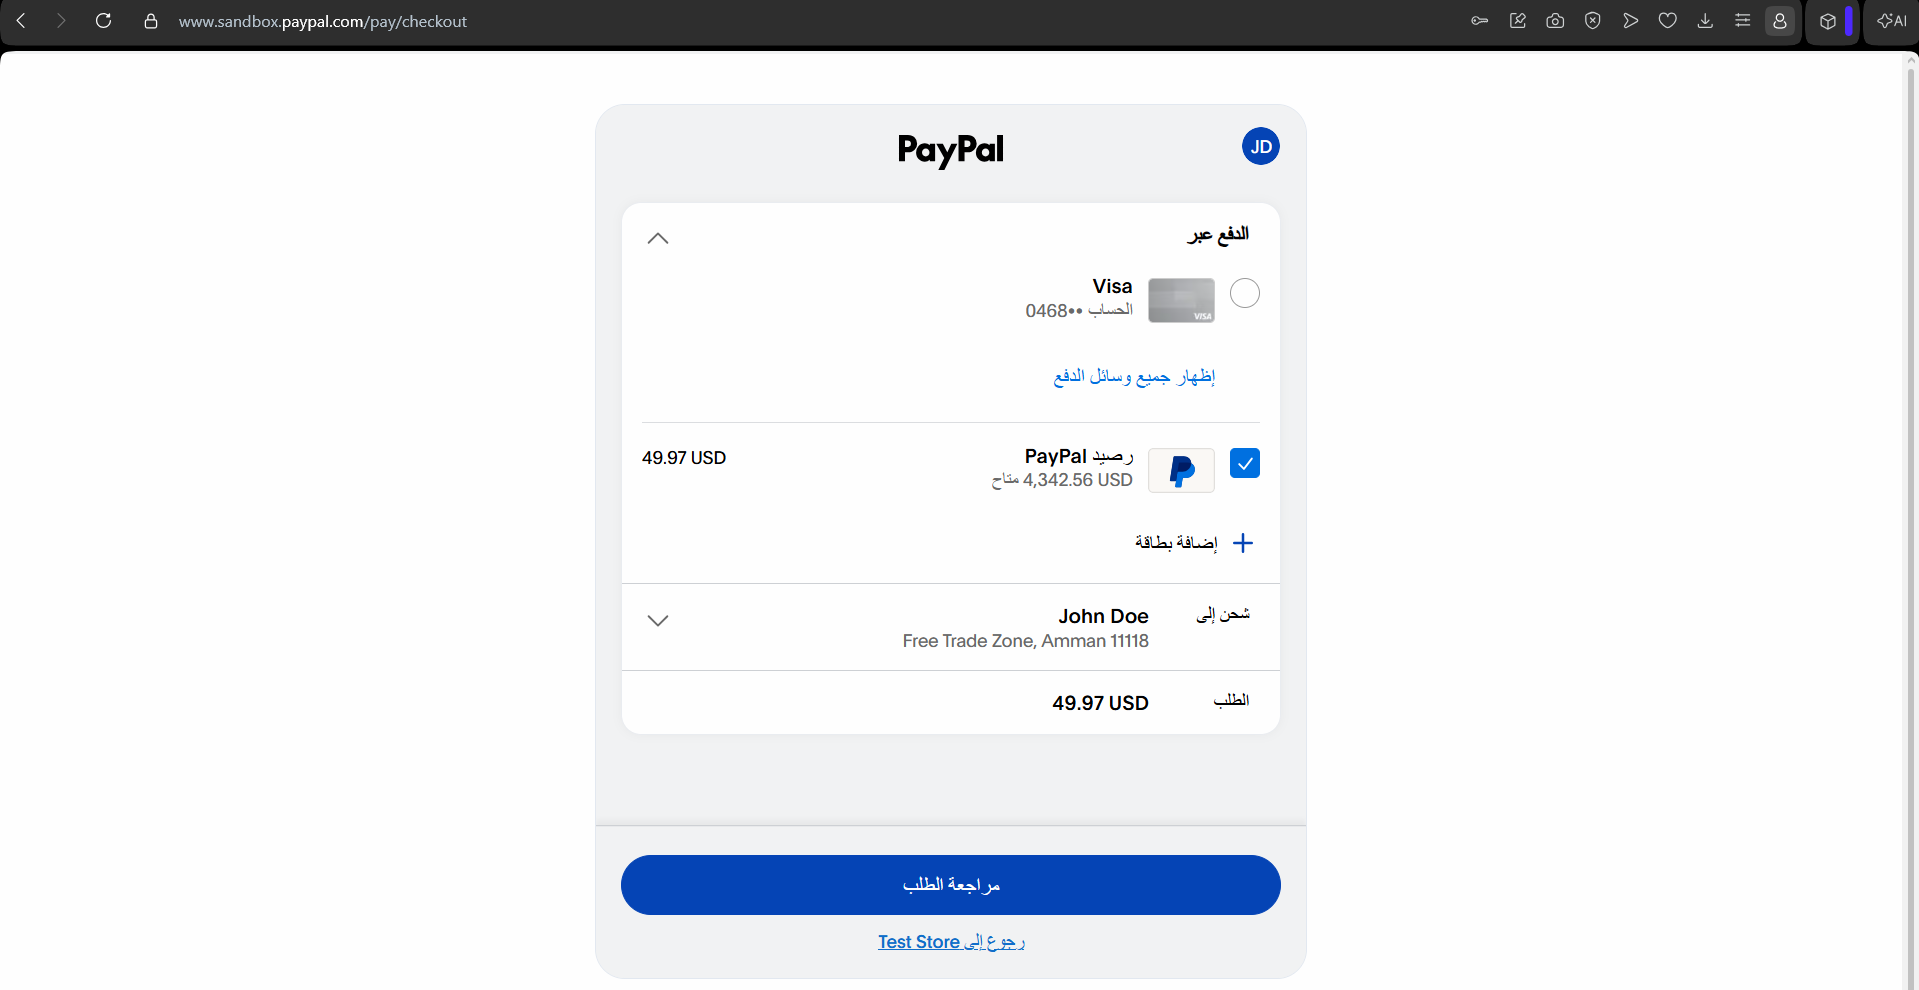 www.sandbox.paypal.com/pay/checkout
AI
PayPal
JD
الدفع عبر
Visa
الحساب ••0468
VISA
إظهار جميع وسائل الدفع
رصيد PayPal
49.97 USD
4,342.56 USD متاح
إضافة بطاقة
شحن إلى
John Doe
Free Trade Zone, Amman 11118
الطلب
49.97 USD
مراجعة الطلب
رجوع إلى Test Store